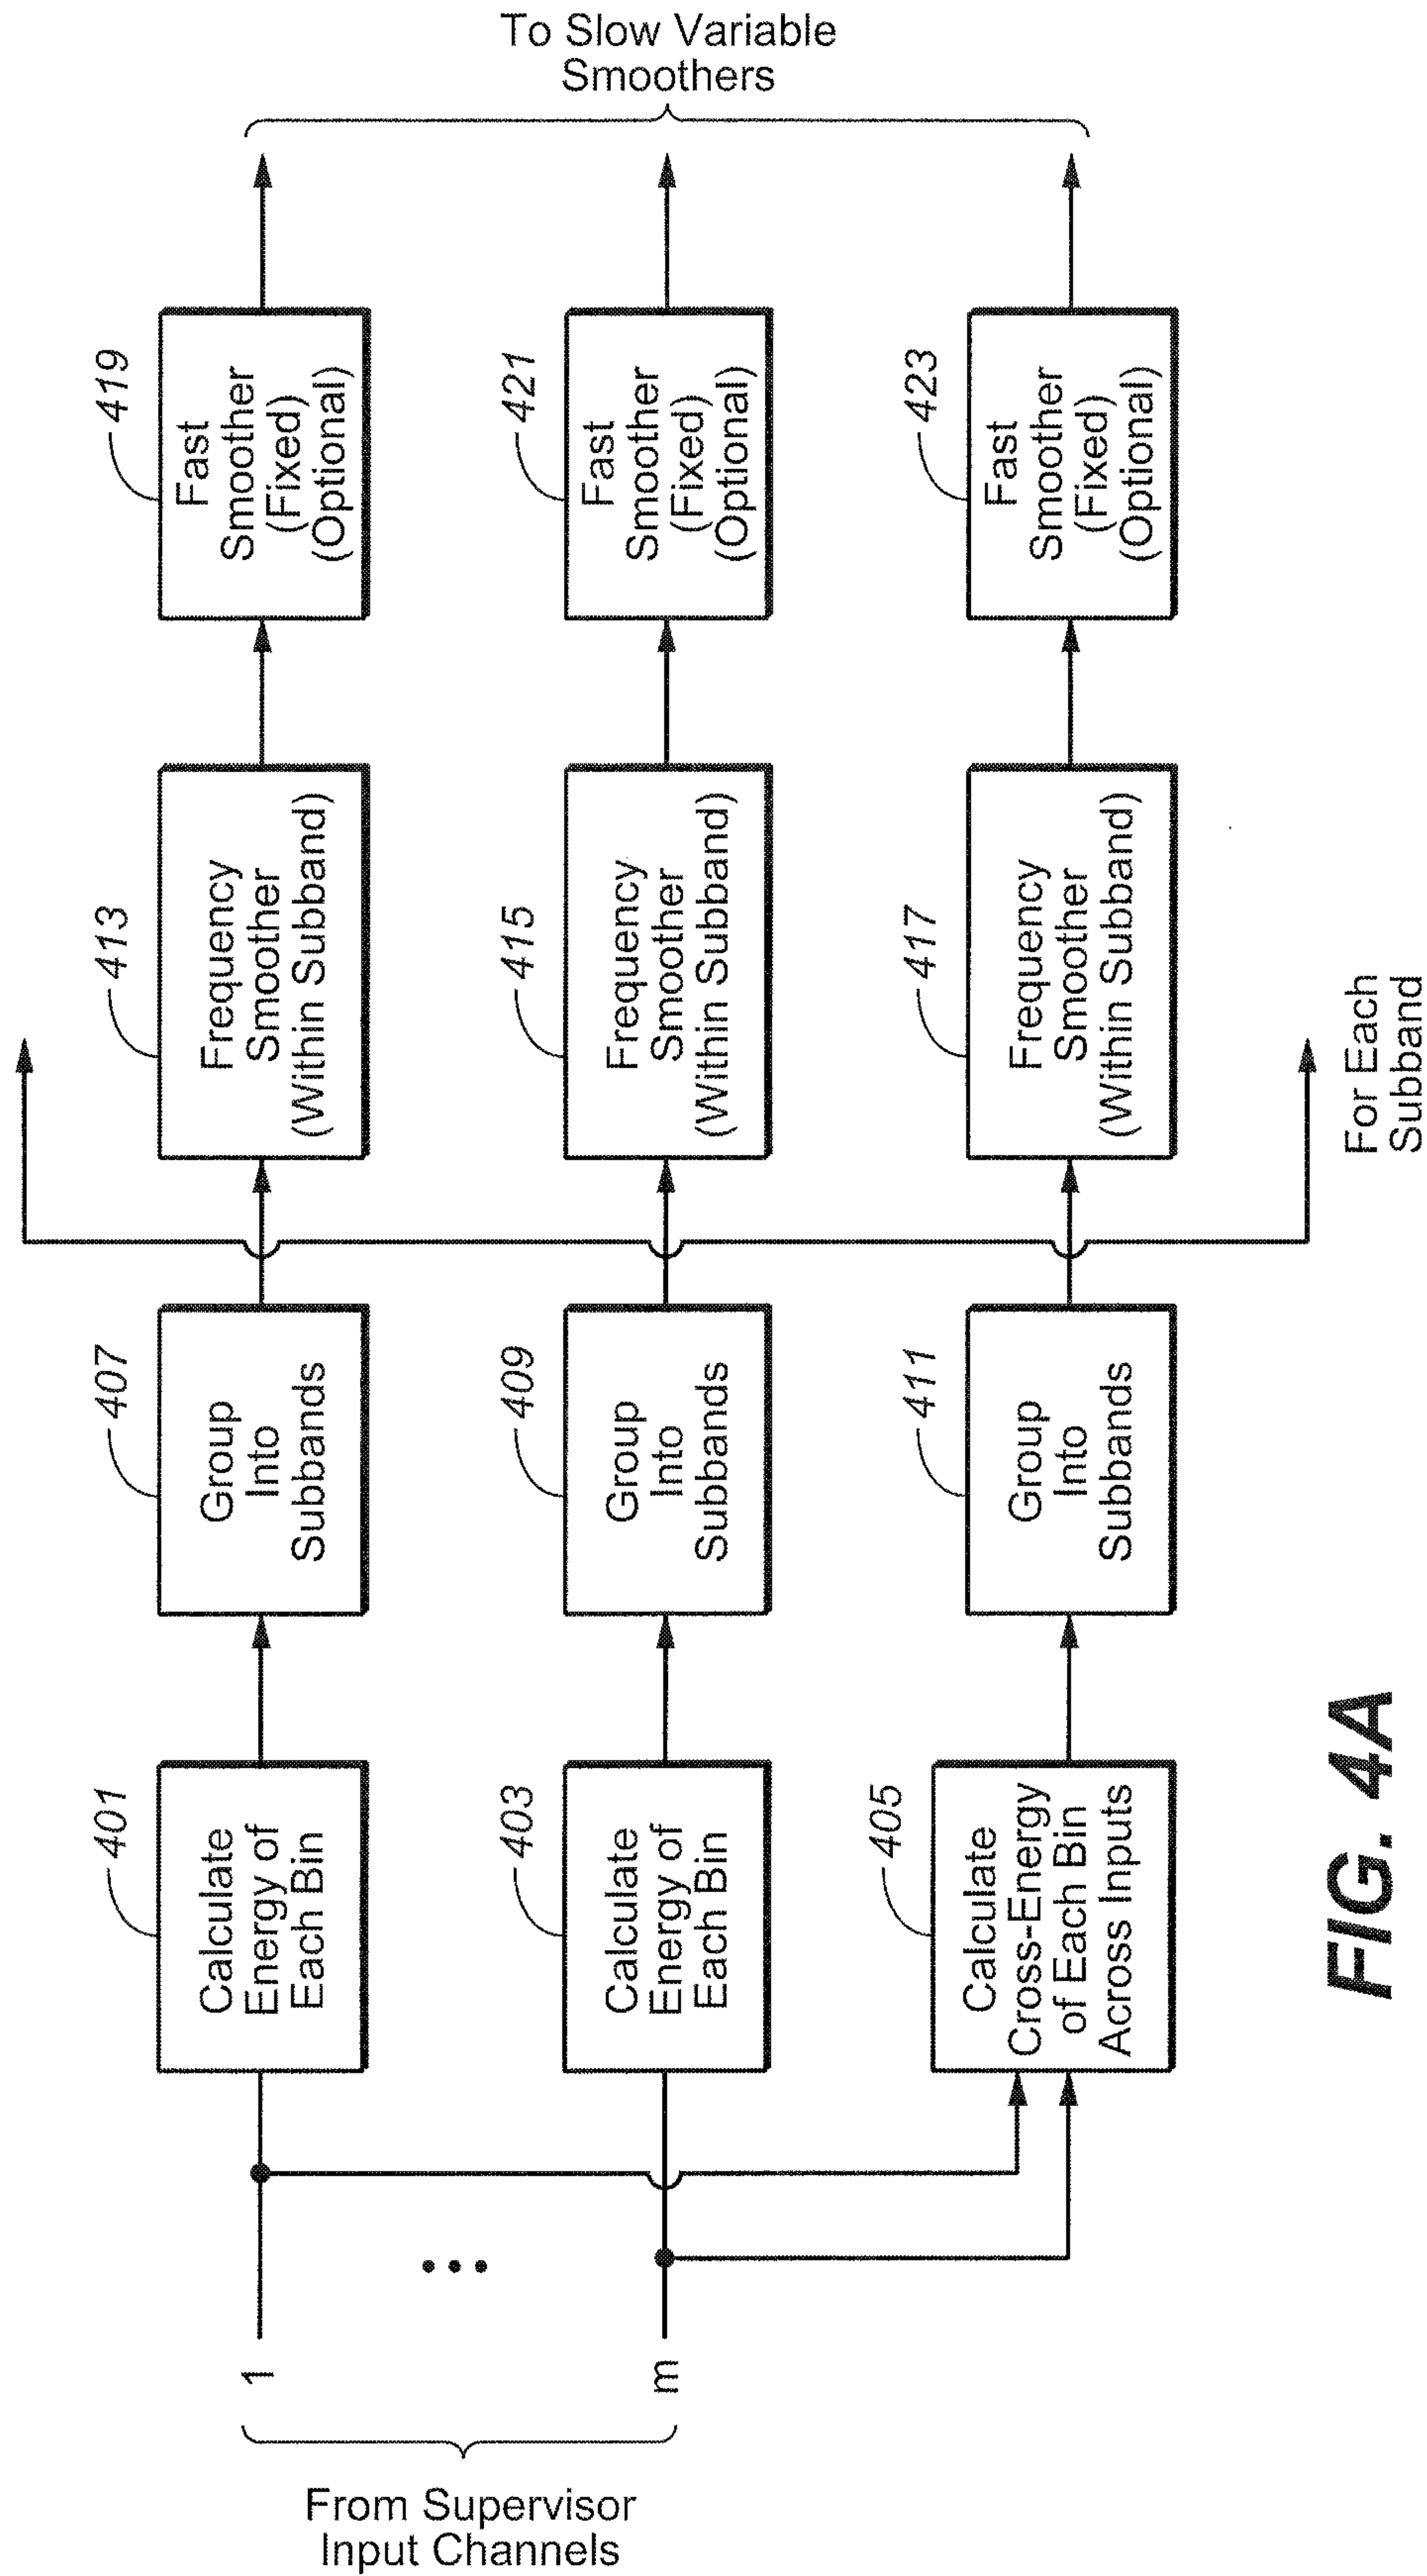 To Slow Variable
Smoothers
419
Fast
Smoother
(Fixed)
(Optional)
421
Fast
Smoother
(Fixed)
(Optional)
423
Fast
Smoother
(Fixed)
(Optional)
413
Frequency
Smoother
(Within Subband)
415
Frequency
Smoother
(Within Subband)
417
Frequency
Smoother
(Within Subband)
For Each
Subband
407
Group
Into
Subbands
409
Group
Into
Subbands
411
Group
Into
Subbands
401
Calculate
Energy of
Each Bin
403
Calculate
Energy of
Each Bin
405
Calculate
Cross-Energy
of Each Bin
Across Inputs
1
m
From Supervisor
Input Channels
FIG. 4A